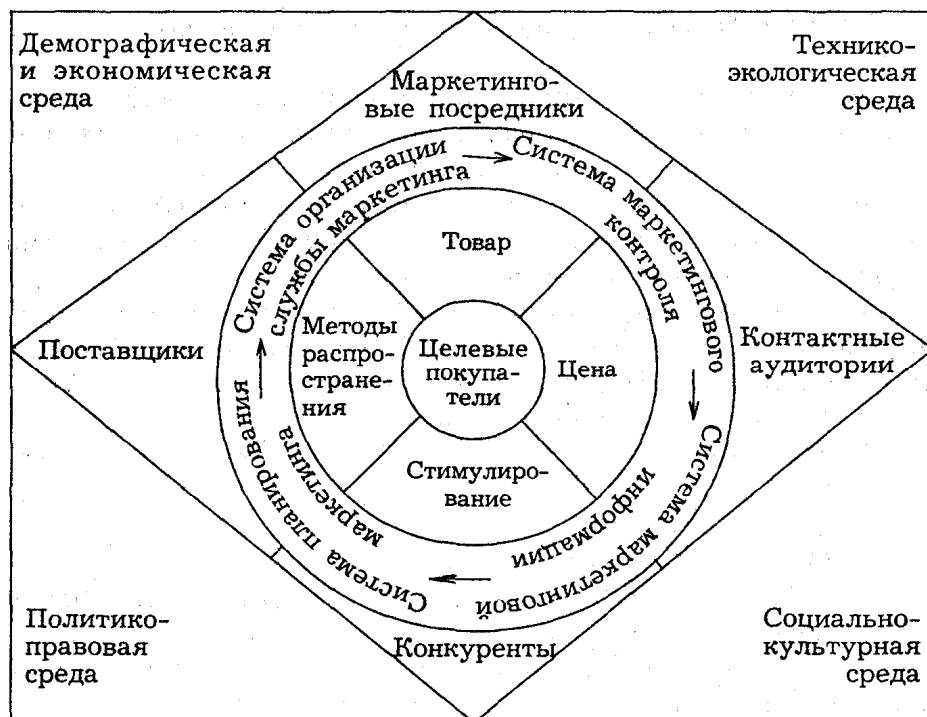 Демографическая
и экономическая
среда
Технико-
экологическая
среда
Маркетинго-
вые посредники
Система организации
службы маркетинга
Система маркетингового
контроля
Товар
Поставщики
Методы
распро-
стране-
ния
Целевые
покупа-
тели
Цена
Контактные
аудитории
Стимулиро-
вание
Система маркетинговой
информации
Система планирования
маркетинга
Политико-
правовая
среда
Конкуренты
Социально-
культурная
среда